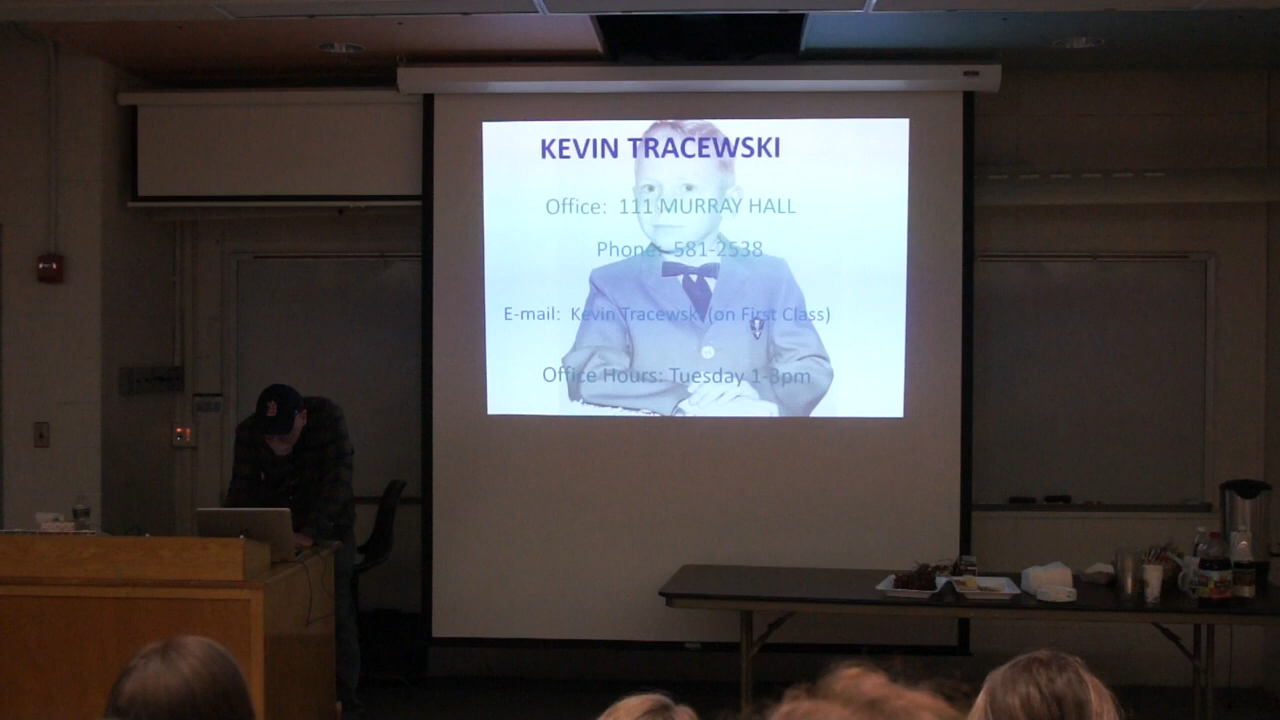 KEVIN TRACEWSKI
Office: 111 MURRAY HALL
Phone: 581-2538
E-mail: Kevin Tracewski (on First Class)
Office Hours: Tuesday 1-3pm